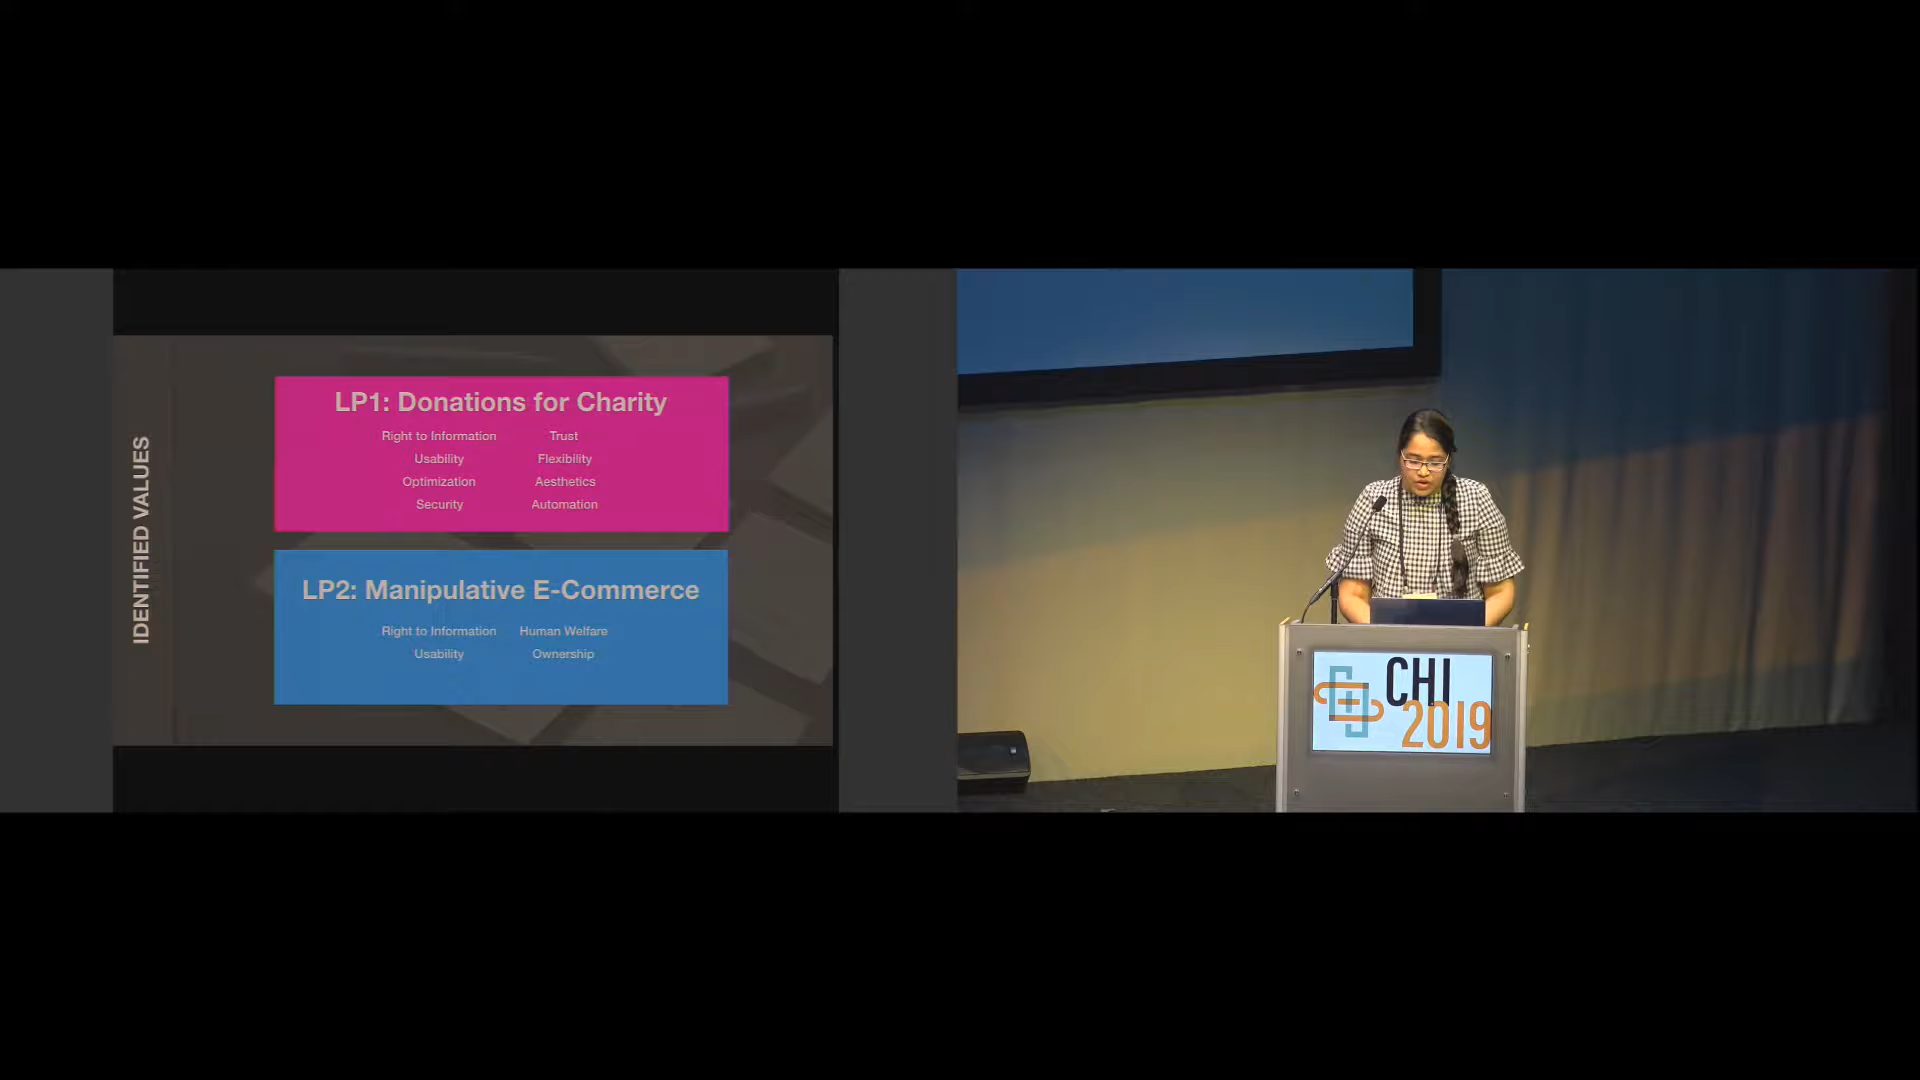 IDENTIFIED VALUES
LP1: Donations for Charity
Right to Information Trust
Usability Flexibility
Optimization Aesthetics
Security Automation
LP2: Manipulative E-Commerce
Right to Information Human Welfare
Usability Ownership
CHI
2019